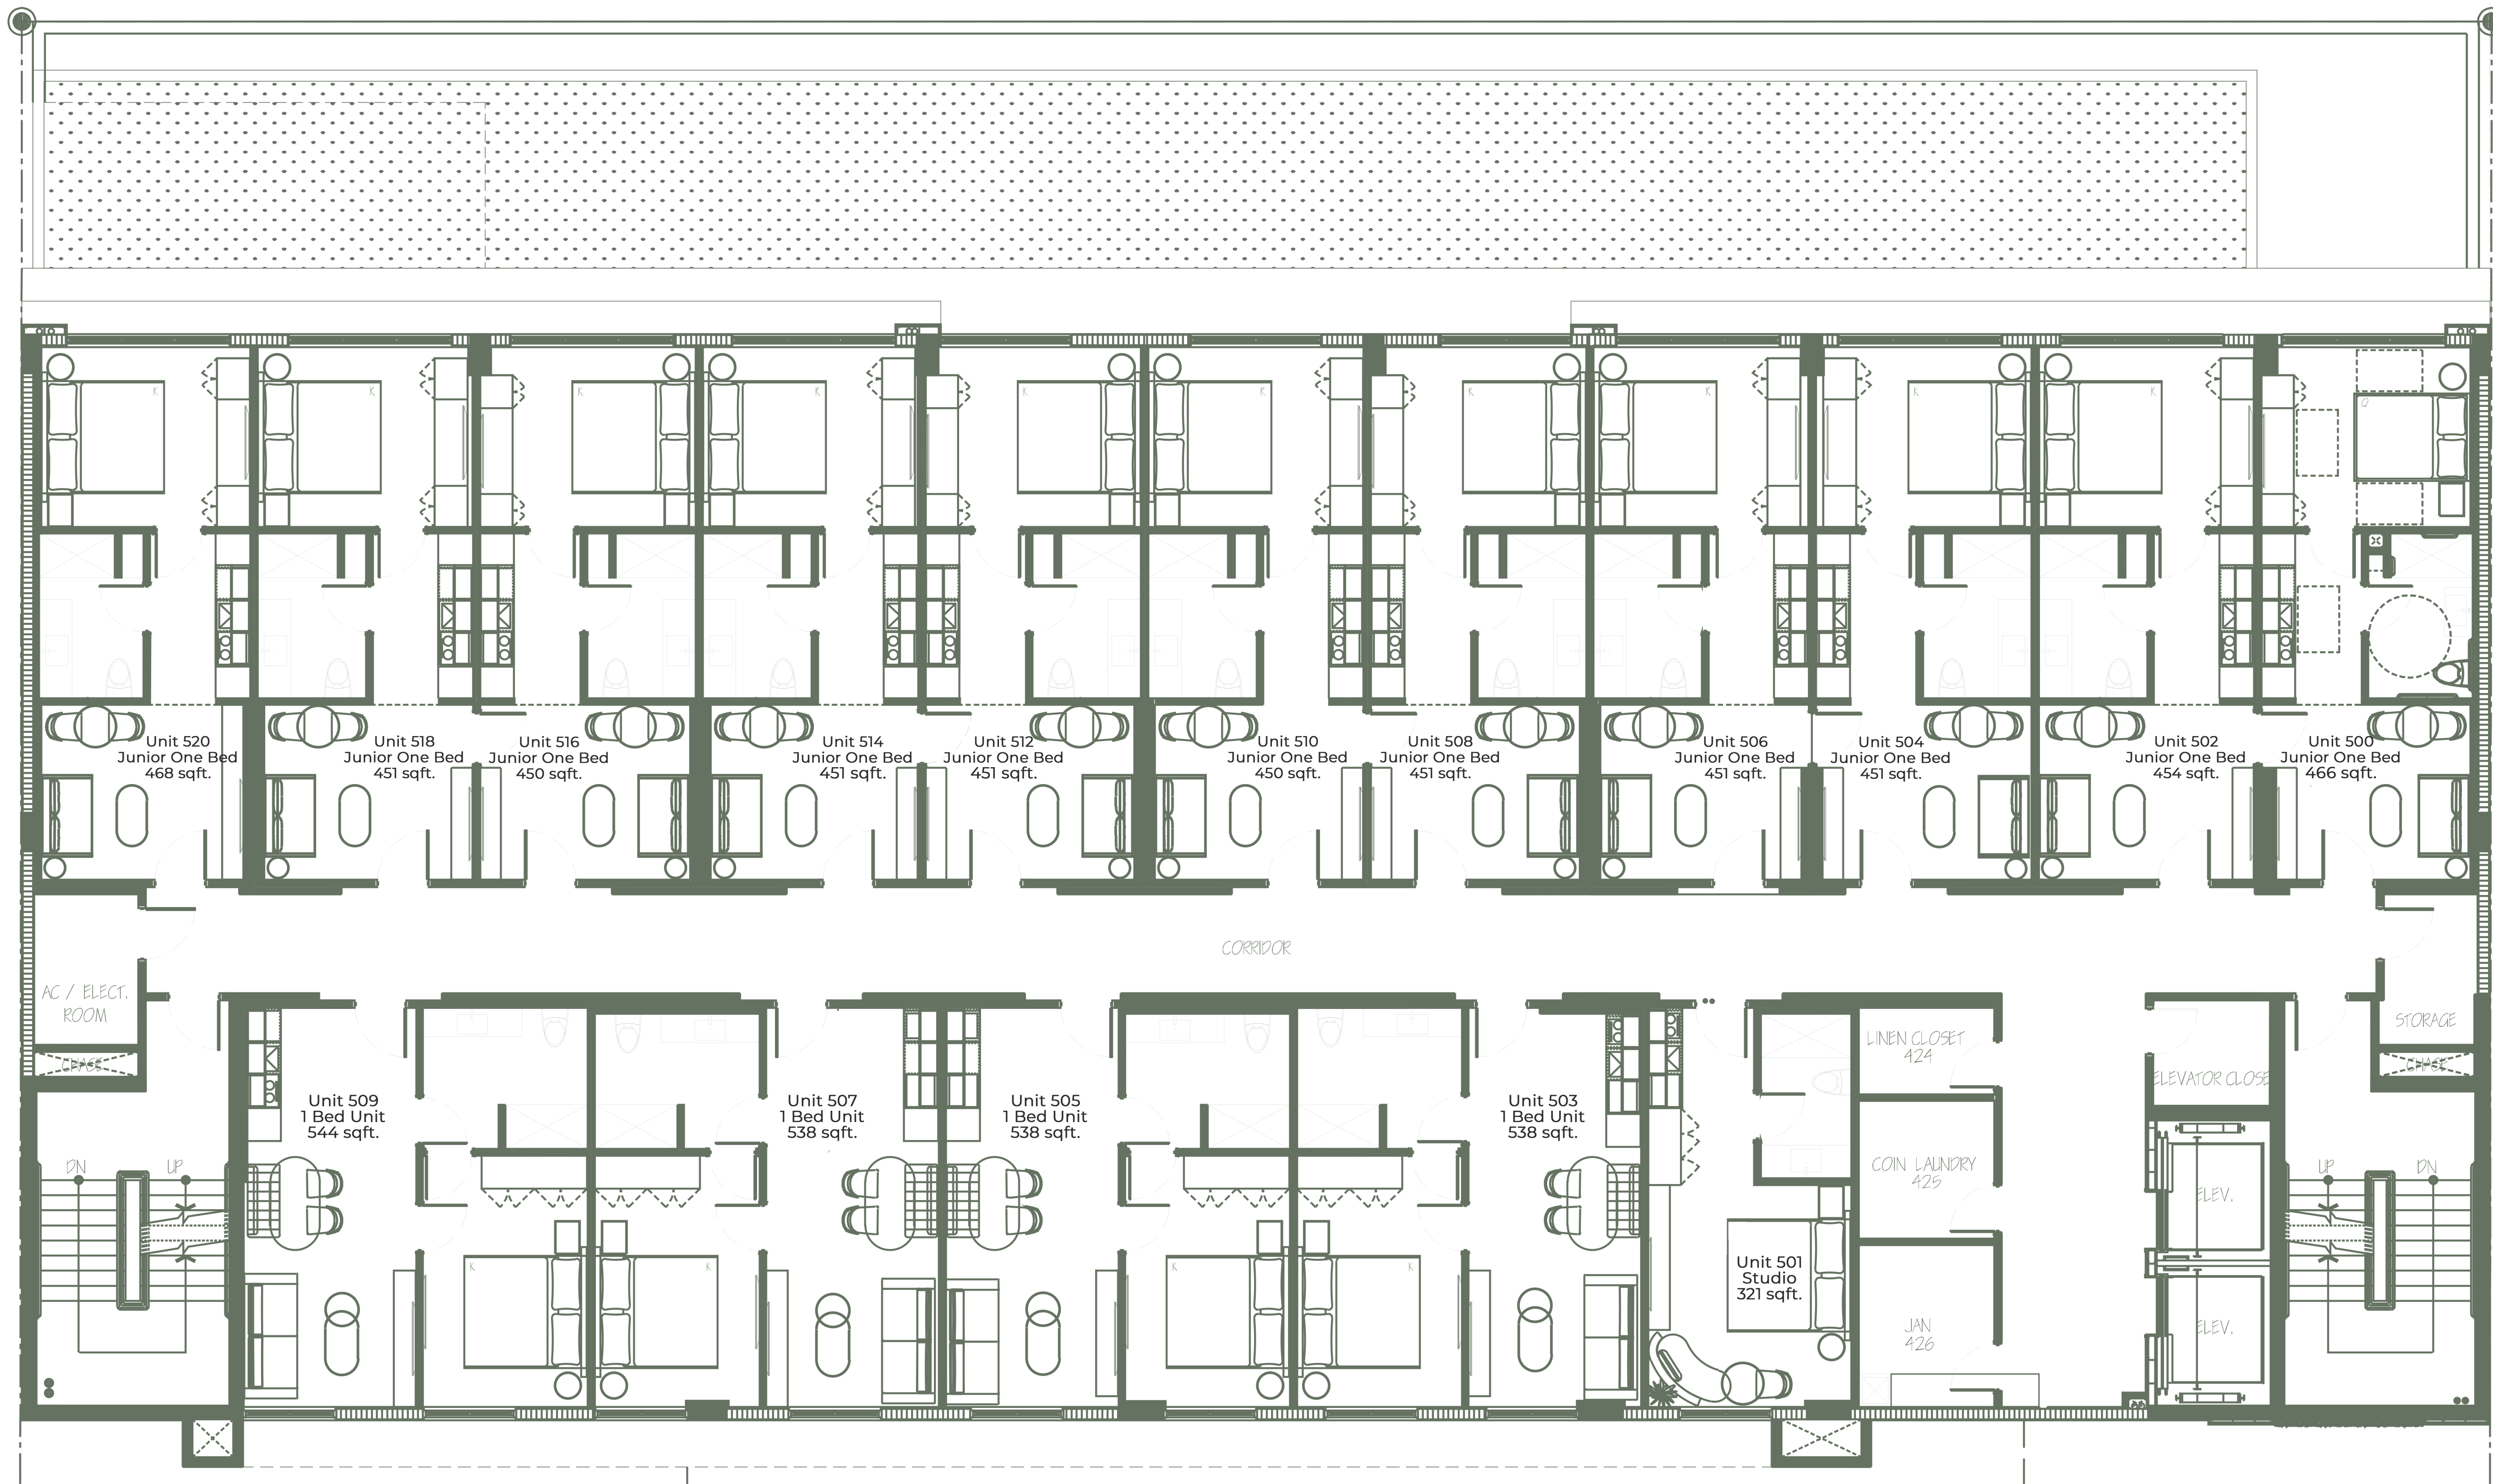 K
K
K
K
K
K
K
K
K
K
Q
Unit 520
Junior One Bed
468 sqft.
Unit 518
Junior One Bed
451 sqft.
Unit 516
Junior One Bed
450 sqft.
Unit 514
Junior One Bed
451 sqft.
Unit 512
Junior One Bed
451 sqft.
Unit 510
Junior One Bed
450 sqft.
Unit 508
Junior One Bed
451 sqft.
Unit 506
Junior One Bed
451 sqft.
Unit 504
Junior One Bed
451 sqft.
Unit 502
Junior One Bed
454 sqft.
Unit 500
Junior One Bed
466 sqft.
CORRIDOR
AC / ELECT.
ROOM
CHASE
STORAGE
CHASE
LINEN CLOSET
424
ELEVATOR CLOSE
Unit 509
1 Bed Unit
544 sqft.
Unit 507
1 Bed Unit
538 sqft.
Unit 505
1 Bed Unit
538 sqft.
Unit 503
1 Bed Unit
538 sqft.
DN
UP
COIN LAUNDRY
425
ELEV.
UP
DN
K
K
K
K
Unit 501
Studio
321 sqft.
JAN
426
ELEV.